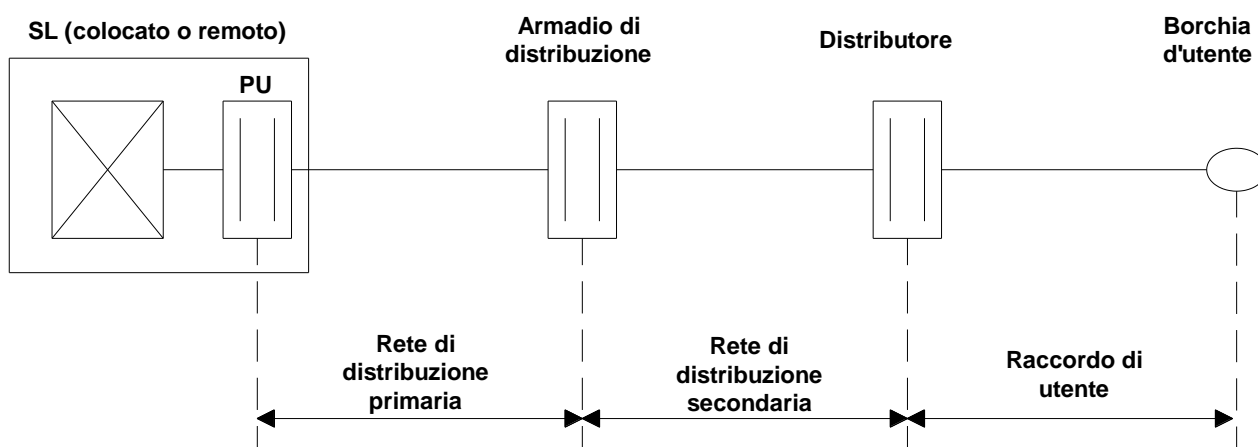 SL (colocato o remoto)
PU
Armadio di
distribuzione
Distributore
Borchia
d'utente
Rete di
distribuzione
primaria
Rete di
distribuzione
secondaria
Raccordo di
utente